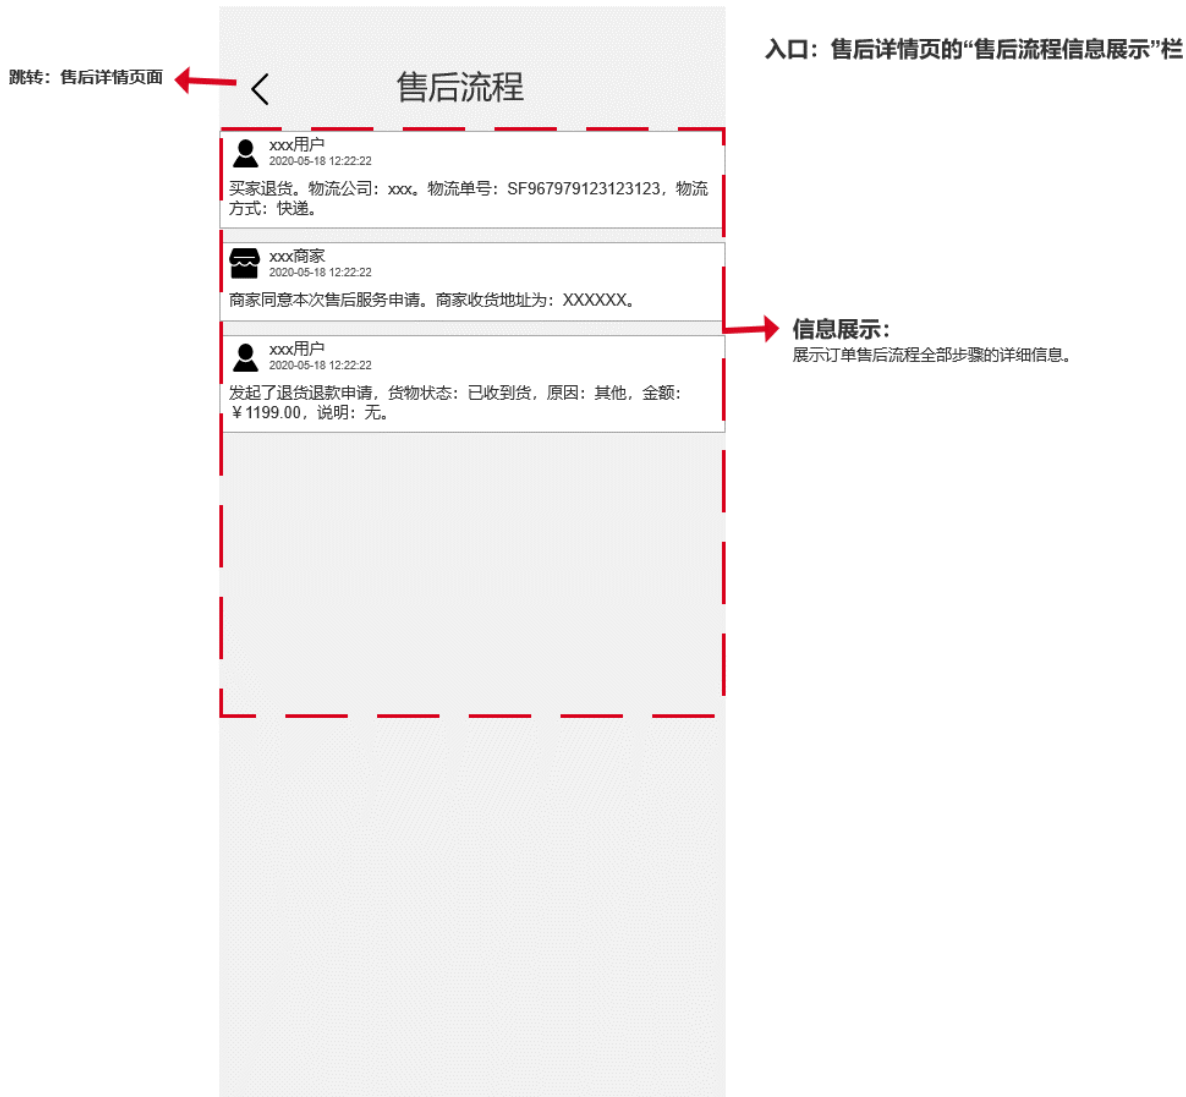 入口：售后详情页的“售后流程信息展示”栏
跳转：售后详情页面
售后流程
xxx用户
2020-05-18 12:22:22
买家退货。物流公司：xxx。物流单号：SF967979123123123，物流
方式：快递。
xxx商家
2020-05-18 12:22:22
商家同意本次售后服务申请。商家收货地址为：XXXXXX。
信息展示：
展示订单售后流程全部步骤的详细信息。
xxx用户
2020-05-18 12:22:22
发起了退货退款申请，货物状态：已收到货，原因：其他，金额：
￥1199.00，说明：无。